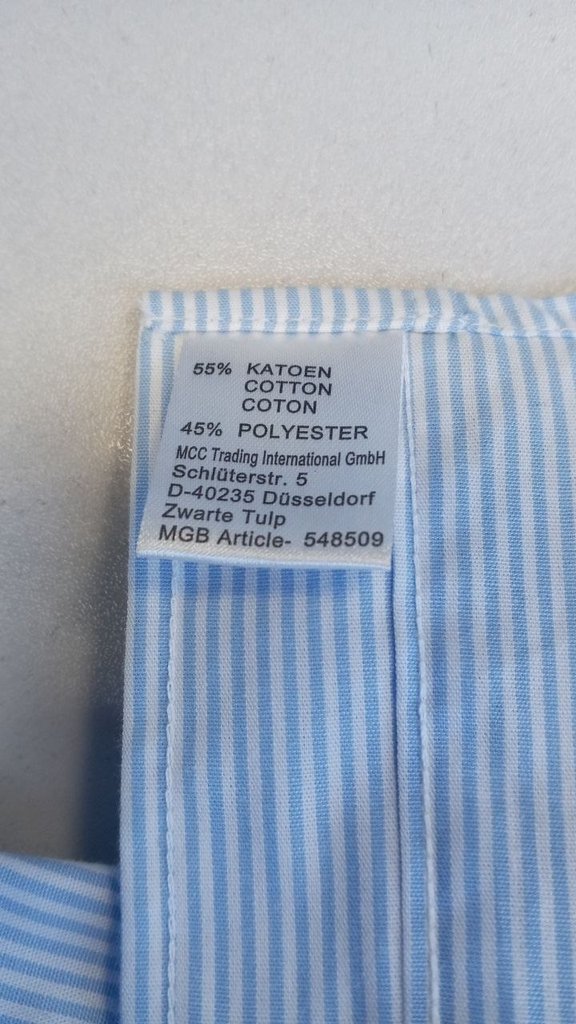 55% KATOEN
COTTON
COTON
45% POLYESTER
MCC Trading International GmbH
Schlüterstr. 5
D-40235 Düsseldorf
Zwarte Tulp
MGB Article- 548509